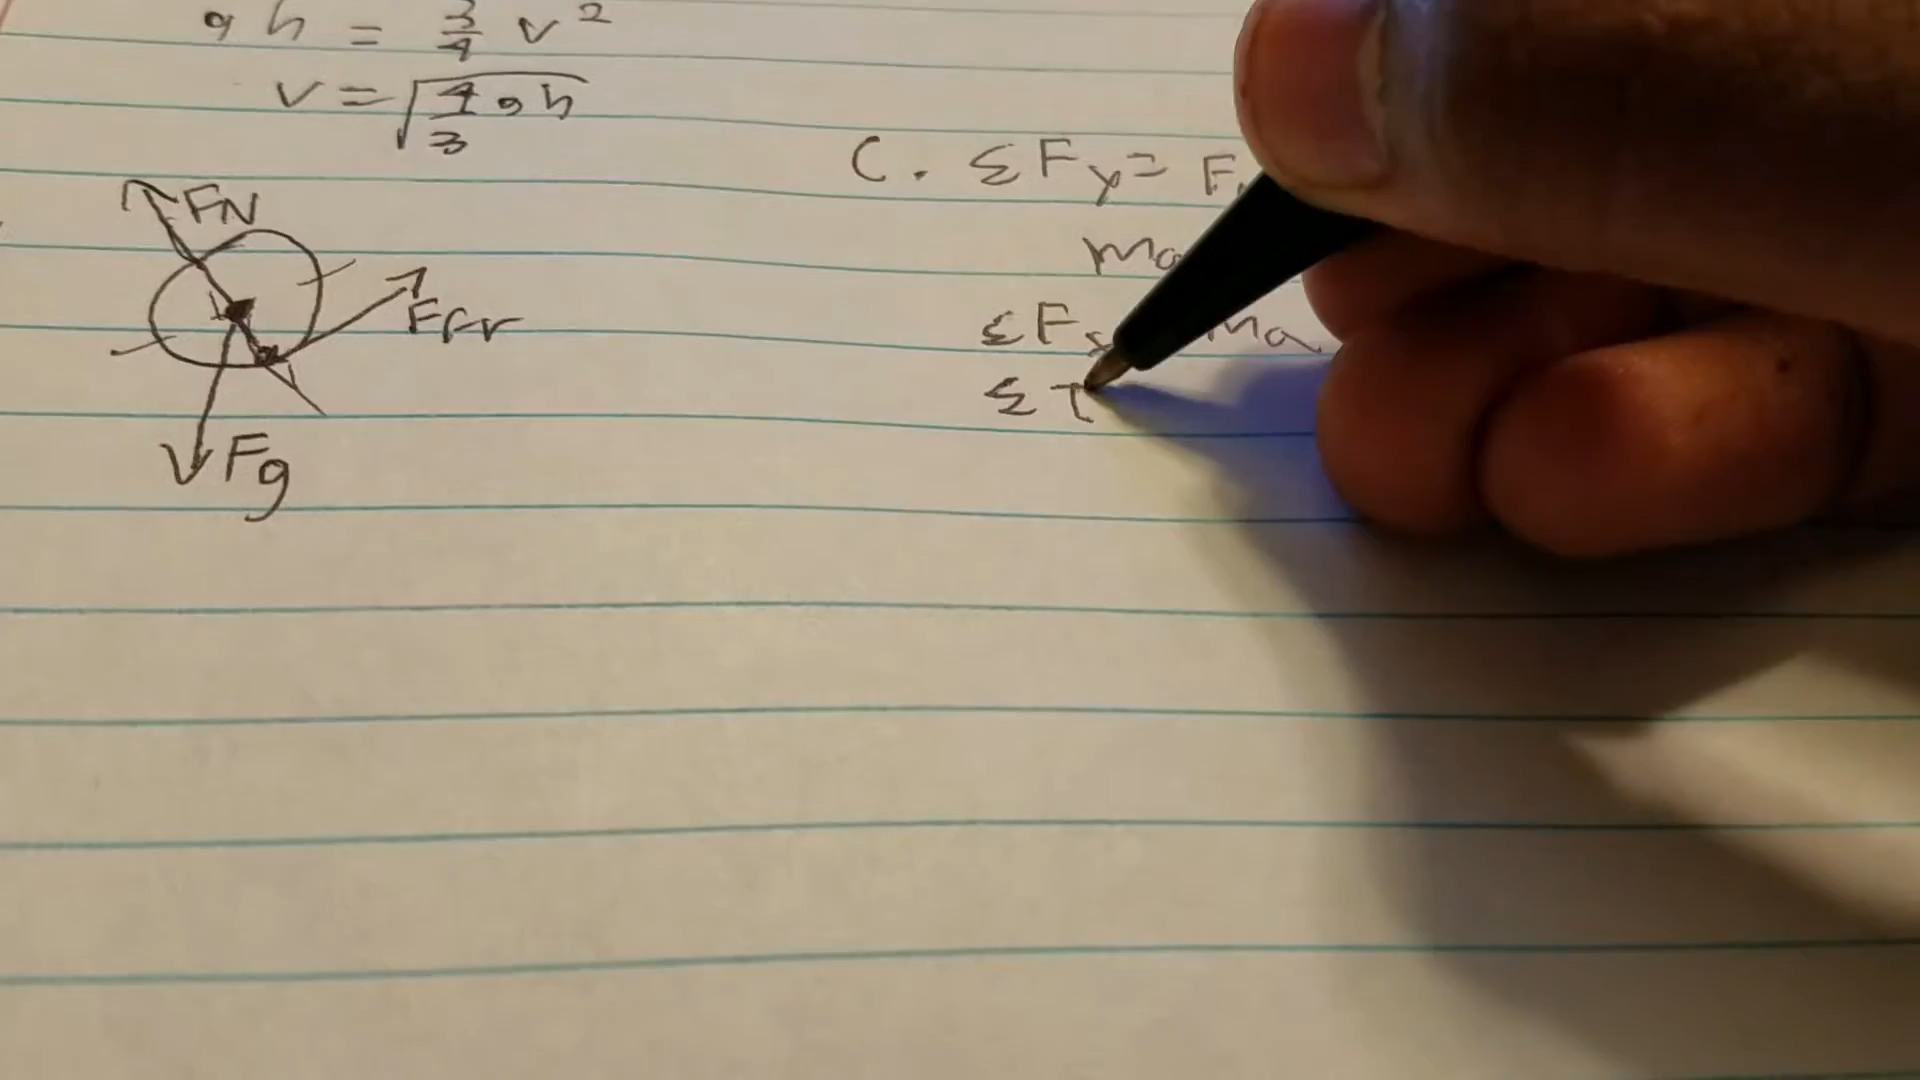 gh = 3/4 v²
v = √(4/3 gh)
FN
Ffr
Fg
C. ΣFy = F
ma
ΣFx ma
Στ